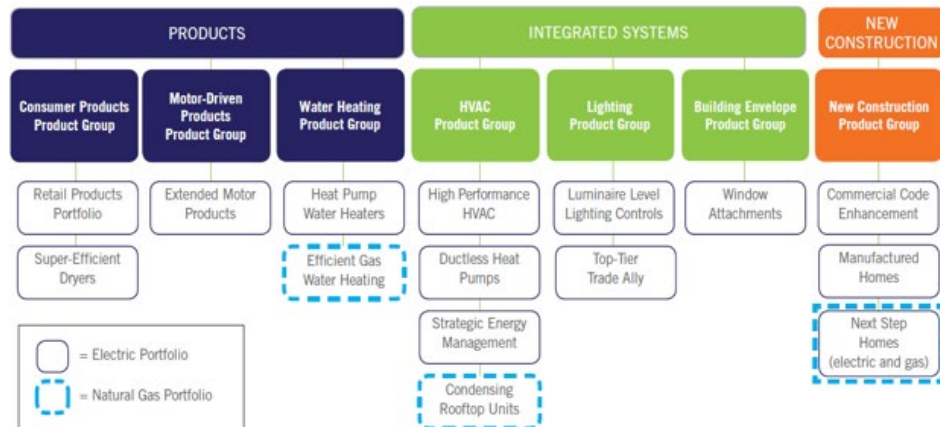 PRODUCTS
INTEGRATED SYSTEMS
NEW
CONSTRUCTION
Consumer Products
Product Group
Motor-Driven
Products
Product Group
Water Heating
Product Group
HVAC
Product Group
Lighting
Product Group
Building Envelope
Product Group
New Construction
Product Group
Retail Products
Portfolio
Extended Motor
Products
Heat Pump
Water Heaters
High Performance
HVAC
Luminaire Level
Lighting Controls
Window
Attachments
Commercial Code
Enhancement
Super-Efficient
Dryers
Efficient Gas
Water Heating
Ductless Heat
Pumps
Top-Tier
Trade Ally
Manufactured
Homes
Strategic Energy
Management
Next Step
Homes
(electric and gas)
Condensing
Rooftop Units
= Electric Portfolio
= Natural Gas Portfolio